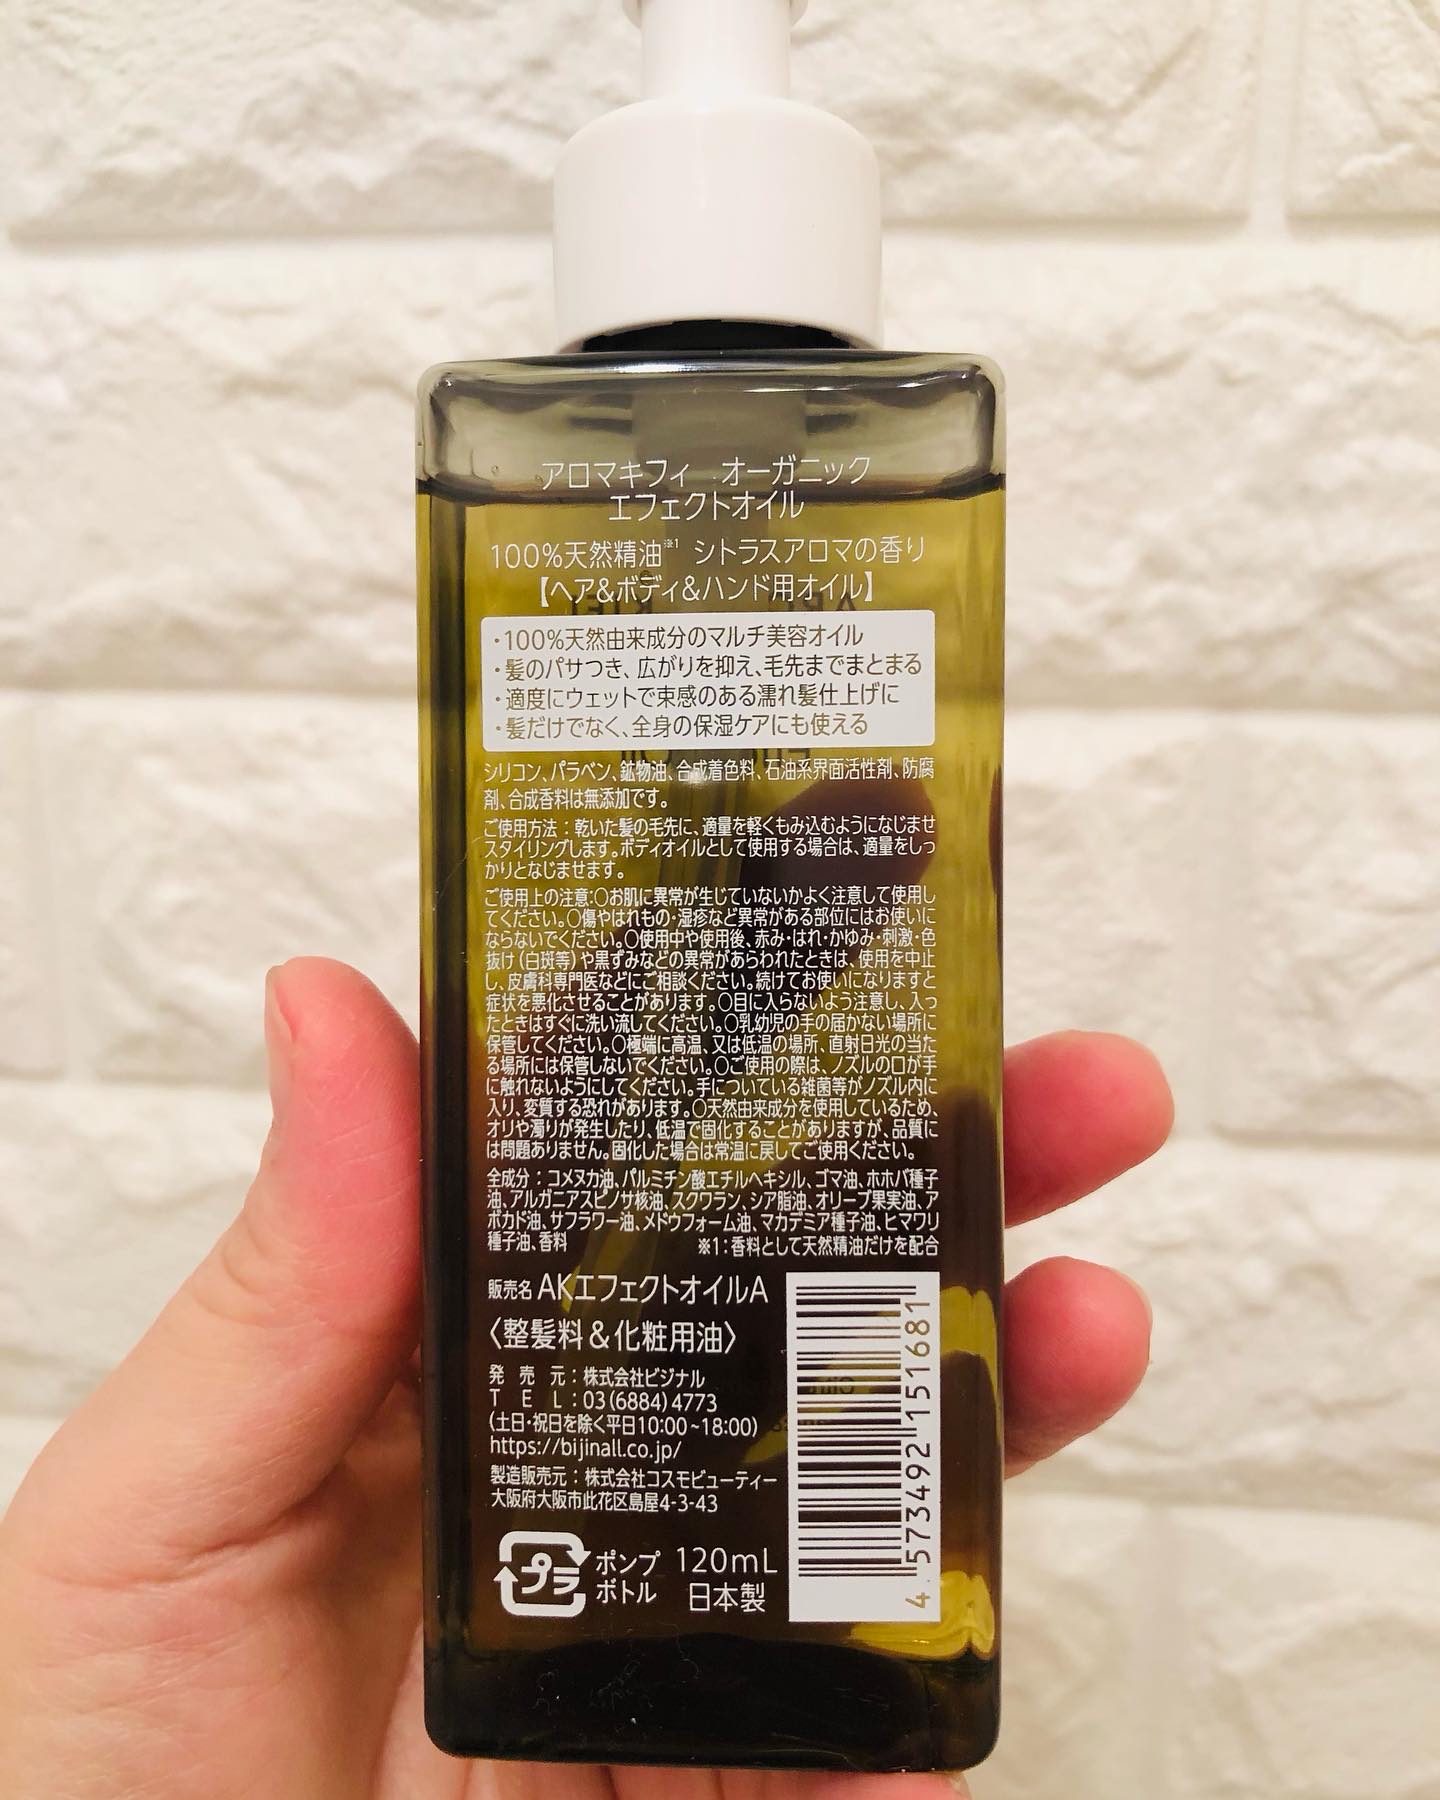 アロマキフィ オーガニック
エフェクトオイル
100%天然精油※1 シトラスアロマの香り
【ヘア&ボディ&ハンド用オイル】
・100%天然由来成分のマルチ美容オイル
・髪のパサつき、広がりを抑え、毛先までまとまる
・適度にウェットで束感のある濡れ髪仕上げに
・髪だけでなく、全身の保湿ケアにも使える
シリコン、パラベン、鉱物油、合成着色料、石油系界面活性剤、防腐
剤、合成香料は無添加です。
ご使用方法：乾いた髪の毛先に、適量を軽くもみ込むようになじませ
スタイリングします。ボディオイルとして使用する場合は、適量をしっ
かりとなじませます。
ご使用上の注意:○お肌に異常が生じていないかよく注意して使用し
てください。○傷やはれもの・湿疹など異常がある部位にはお使いに
ならないでください。○使用中や使用後、赤み・はれ・かゆみ・刺激・色
抜け(白斑等)や黒ずみなどの異常があらわれたときは、使用を中止
し、皮膚科専門医などにご相談ください。続けてお使いになりますと
症状を悪化させることがあります。○目に入らないよう注意し、入っ
たときはすぐに洗い流してください。○乳幼児の手の届かない場所に
保管してください。○極端に高温、又は低温の場所、直射日光の当た
る場所には保管しないでください。○ご使用の際は、ノズルの口が手
に触れないようにしてください。手についている雑菌等がノズル内に
入り、変質する恐れがあります。○天然由来成分を使用しているため、
オリや濁りが発生したり、低温で固化することがありますが、品質に
は問題ありません。固化した場合は常温に戻してご使用ください。
全成分：コメヌカ油、パルミチン酸エチルヘキシル、ゴマ油、ホホバ種子
油、アルガニアスピノサ核油、スクワラン、シア脂油、オリーブ果実油、ア
ボカド油、サフラワー油、メドウフォーム油、マカデミア種子油、ヒマワリ
種子油、香料 ※1：香料として天然精油だけを配合
販売名 AKエフェクトオイルA
〈整髪料&化粧用油〉
発売元：株式会社ビジナル
TEL：03(6884)4773
(土日・祝日を除く平日10:00~18:00)
https://bijinall.co.jp/
製造販売元：株式会社コスモビューティー
大阪府大阪市此花区島屋4-3-43
プラ
ポンプ
ボトル
120mL
日本製
4 573492 151681